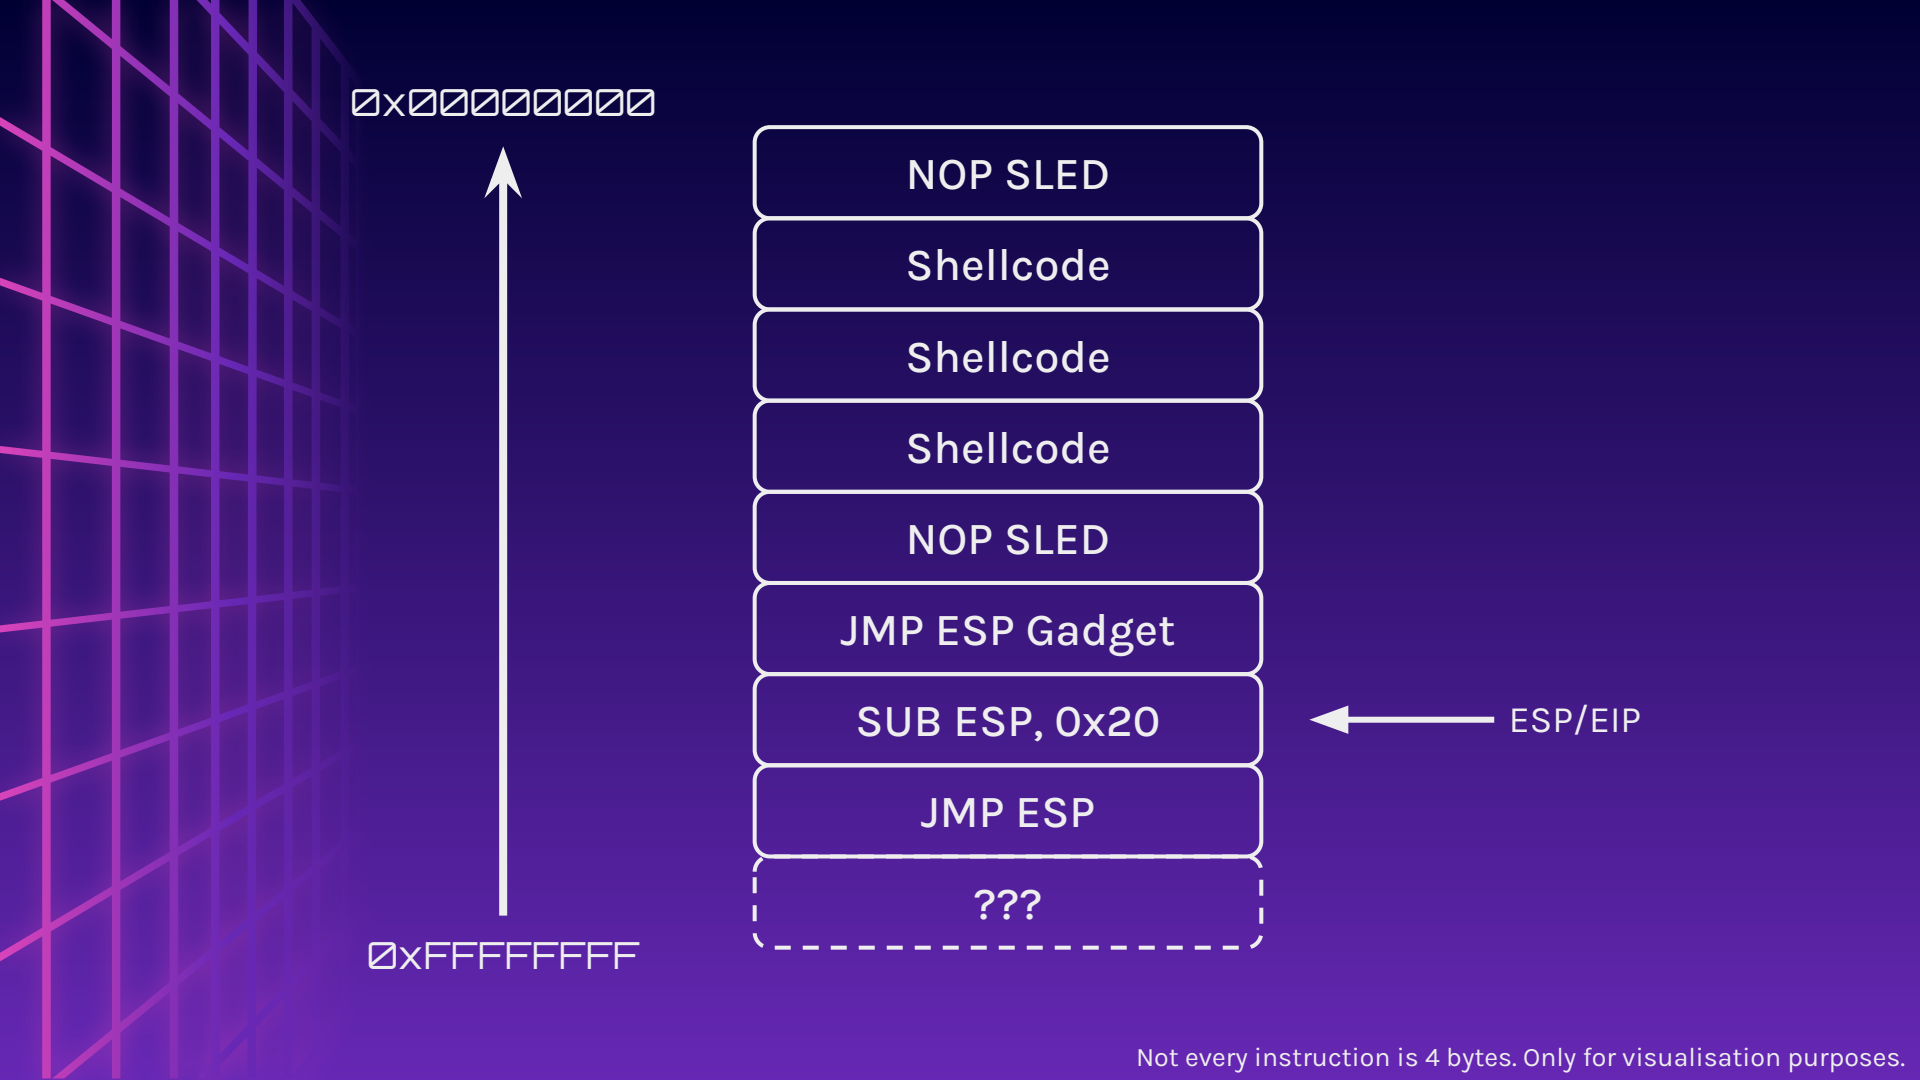 0x00000000
NOP SLED
Shellcode
Shellcode
Shellcode
NOP SLED
JMP ESP Gadget
SUB ESP, 0x20
ESP/EIP
JMP ESP
???
0xFFFFFFFF
Not every instruction is 4 bytes. Only for visualisation purposes.